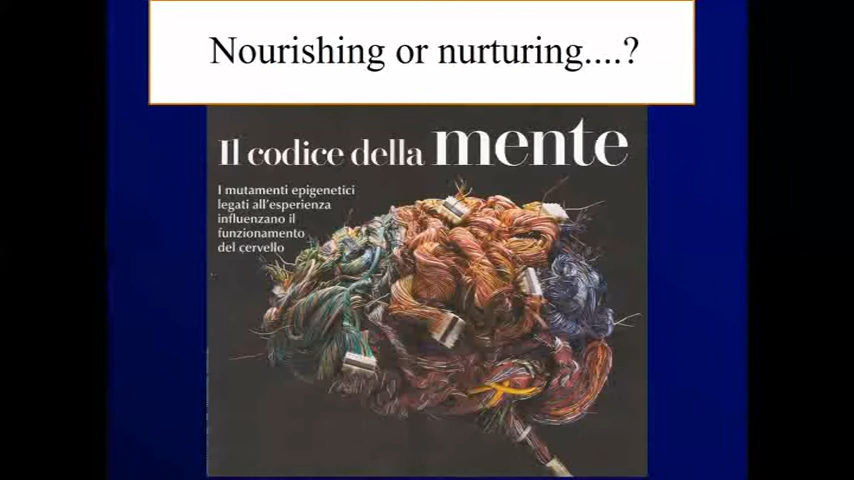 Nourishing or nurturing....?
Il codice della mente
I mutamenti epigenetici
legati all'esperienza
influenzano il
funzionamento
del cervello